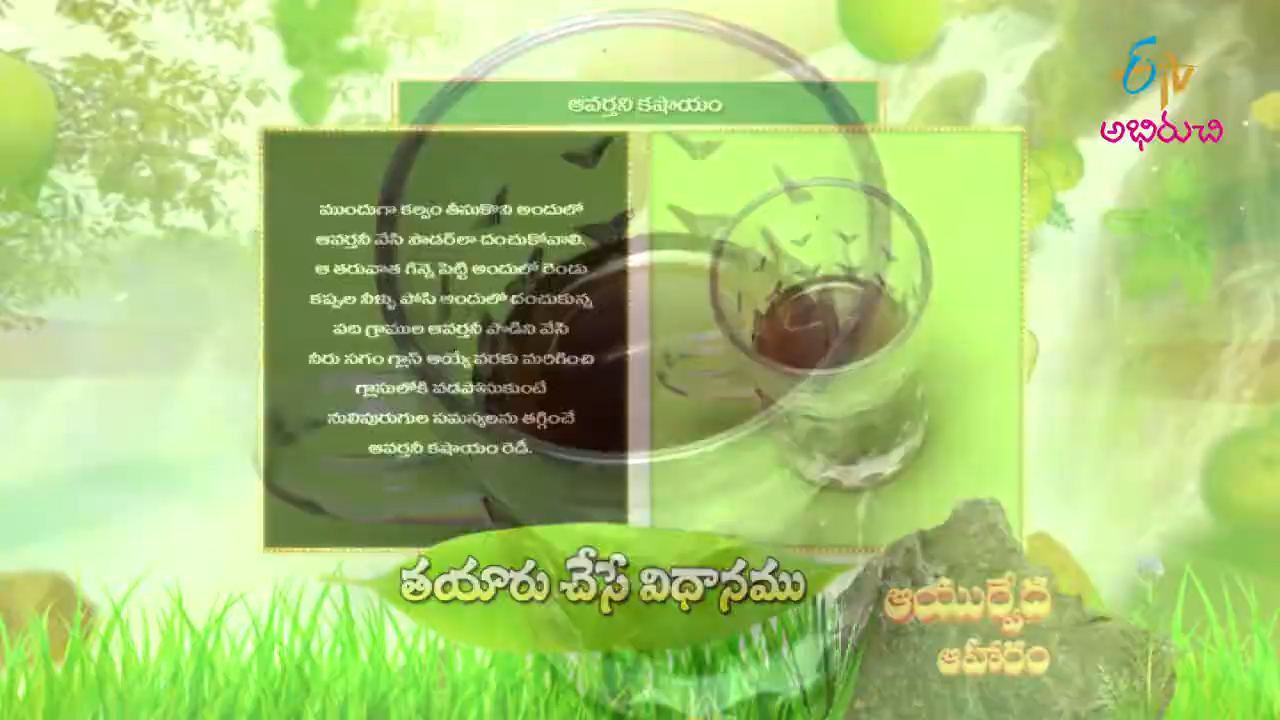 ఆవర్తని కషాయం
ETV
అభిరుచి
ముందుగా కల్వం తీసుకొని అందులో
ఆవర్తనీ వేసి పౌడర్‌లా దంచుకోవాలి.
ఆ తరువాత గిన్నె పెట్టి అందులో రెండు
కప్పుల నీళ్ళు పోసి అందులో దంచుకున్న
పది గ్రాముల ఆవర్తనీ పొడిని వేసి
నీరు సగం గ్లాస్ అయ్యే వరకు మరిగించి
గ్లాసులోకి వడపోసుకుంటే
నులిపురుగుల సమస్యలను తగ్గించే
ఆవర్తనీ కషాయం రెడీ.
తయారు చేసే విధానము
ఆయుర్వేద
ఆహారం